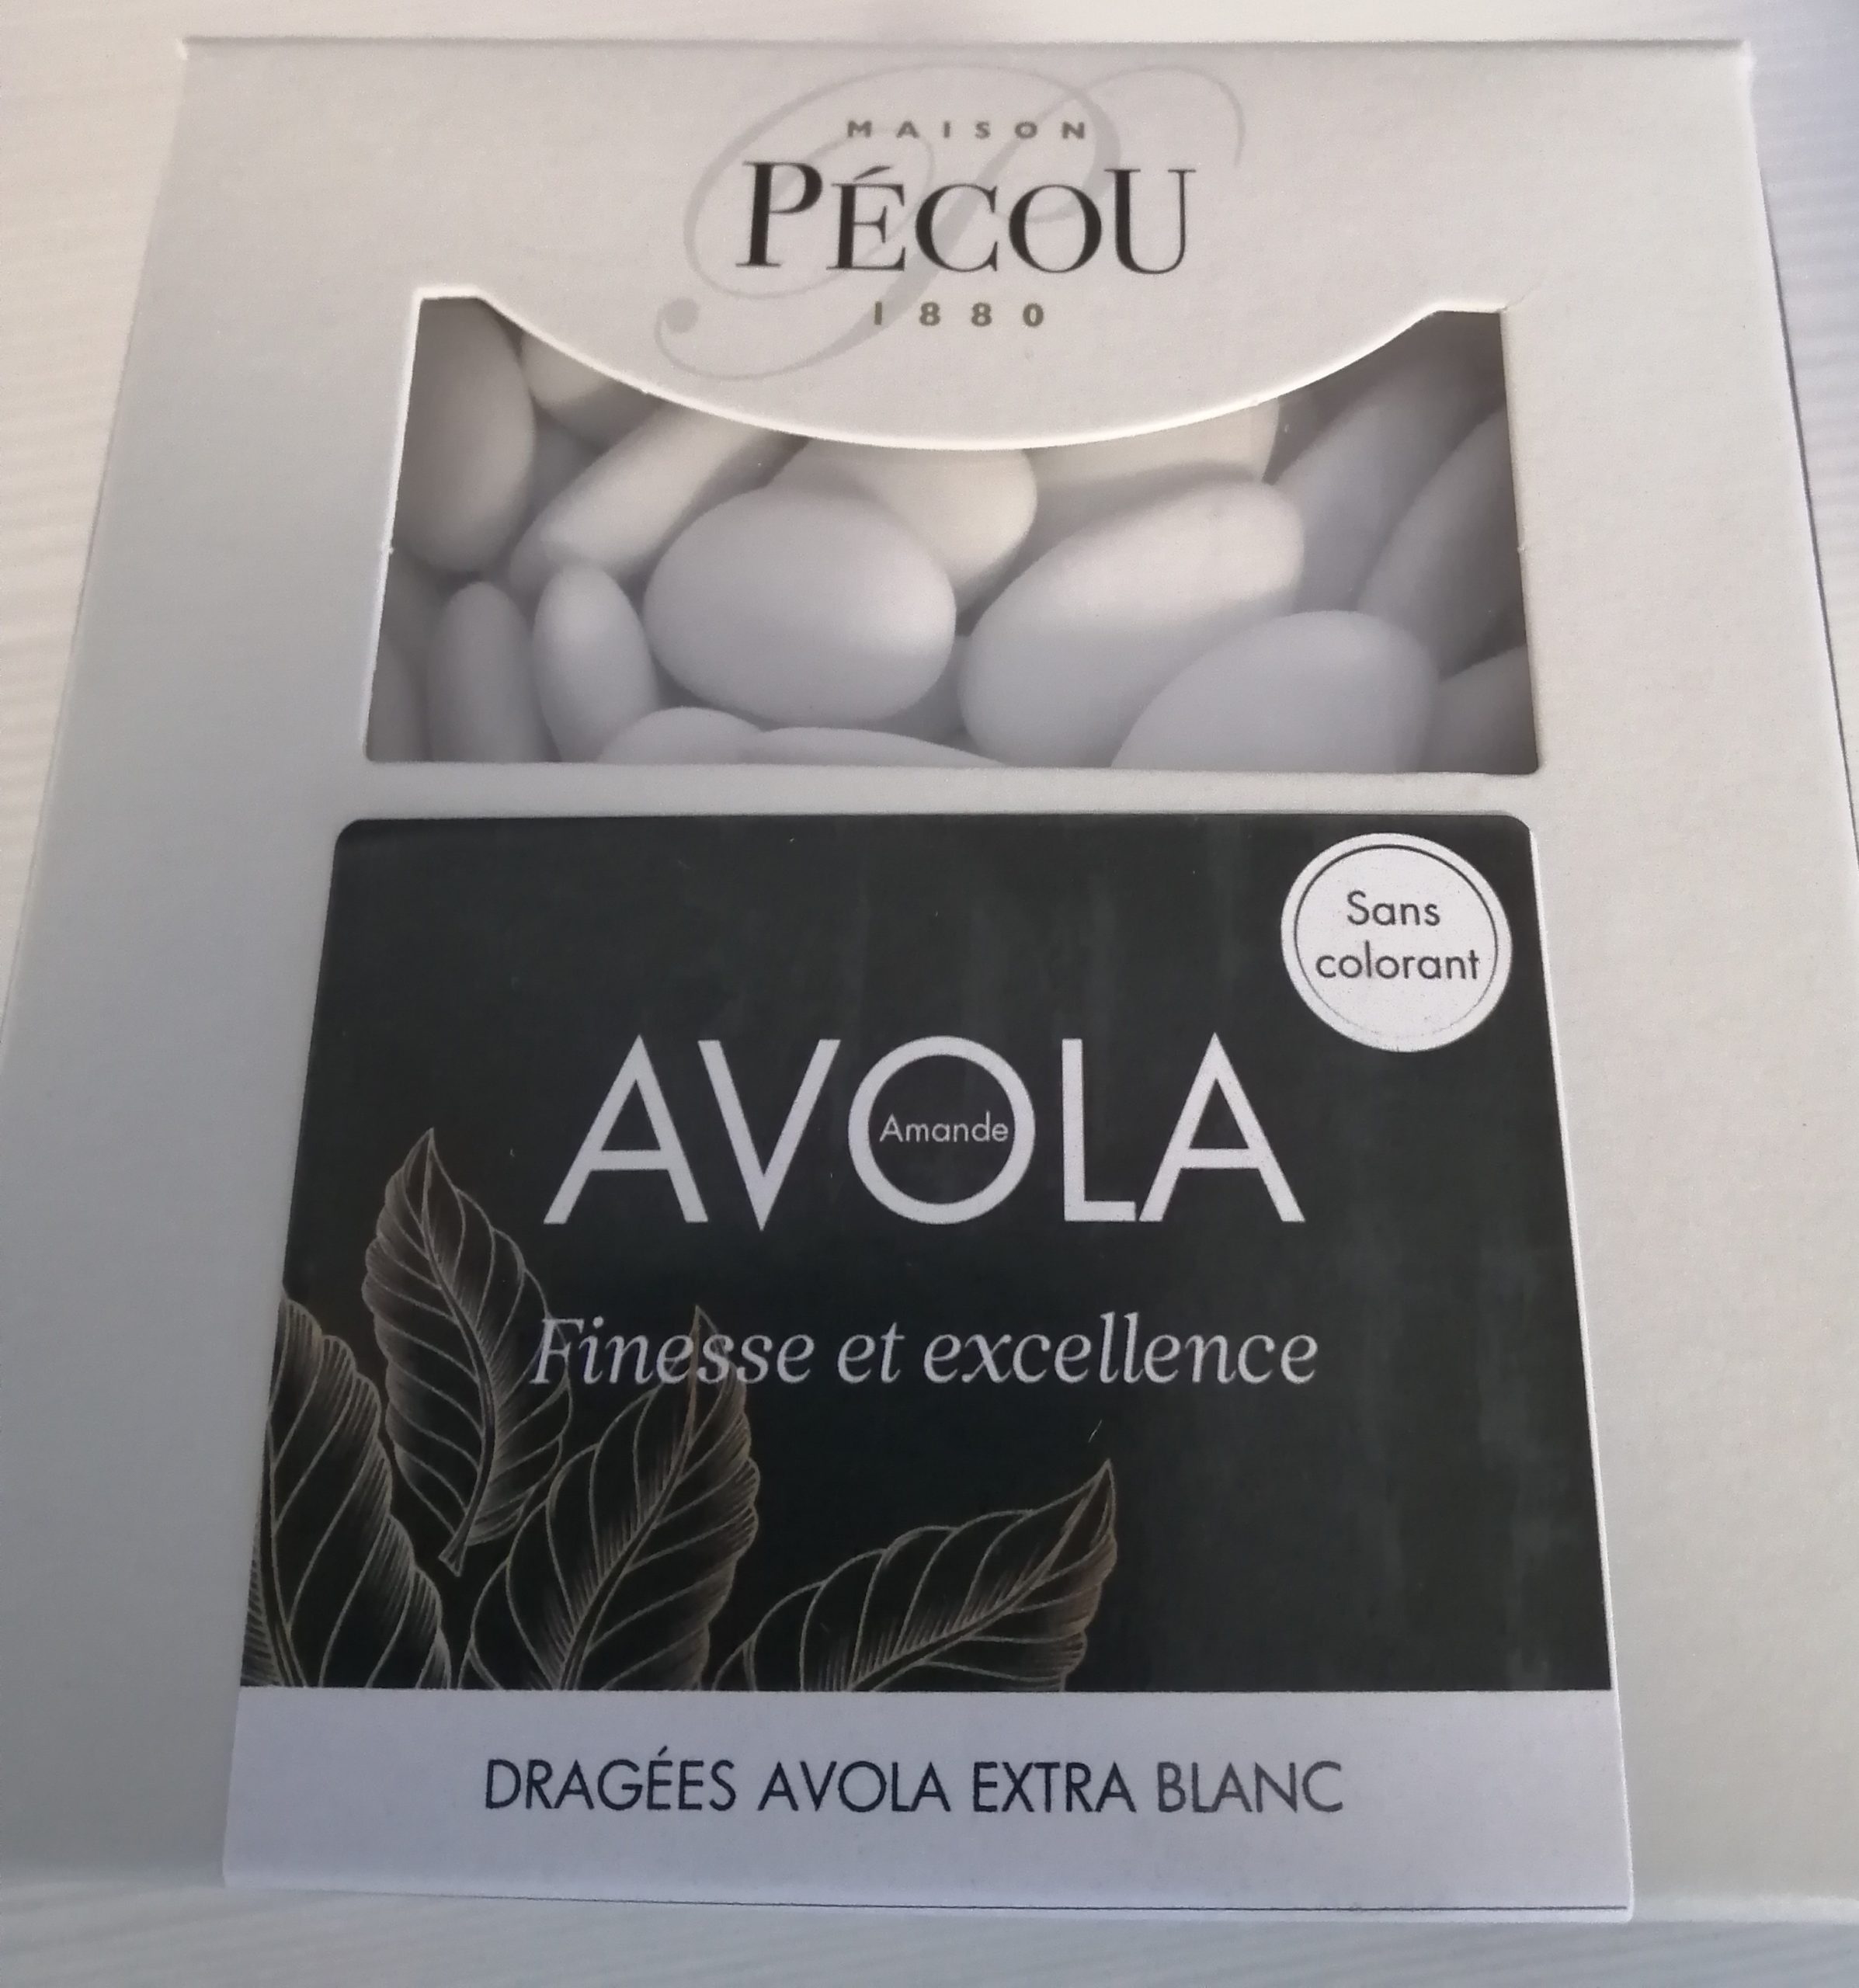 MAISON
PÉCOU
1880
Sans
colorant
AVOLA
Amande
Finesse et excellence
DRAGÉES AVOLA EXTRA BLANC